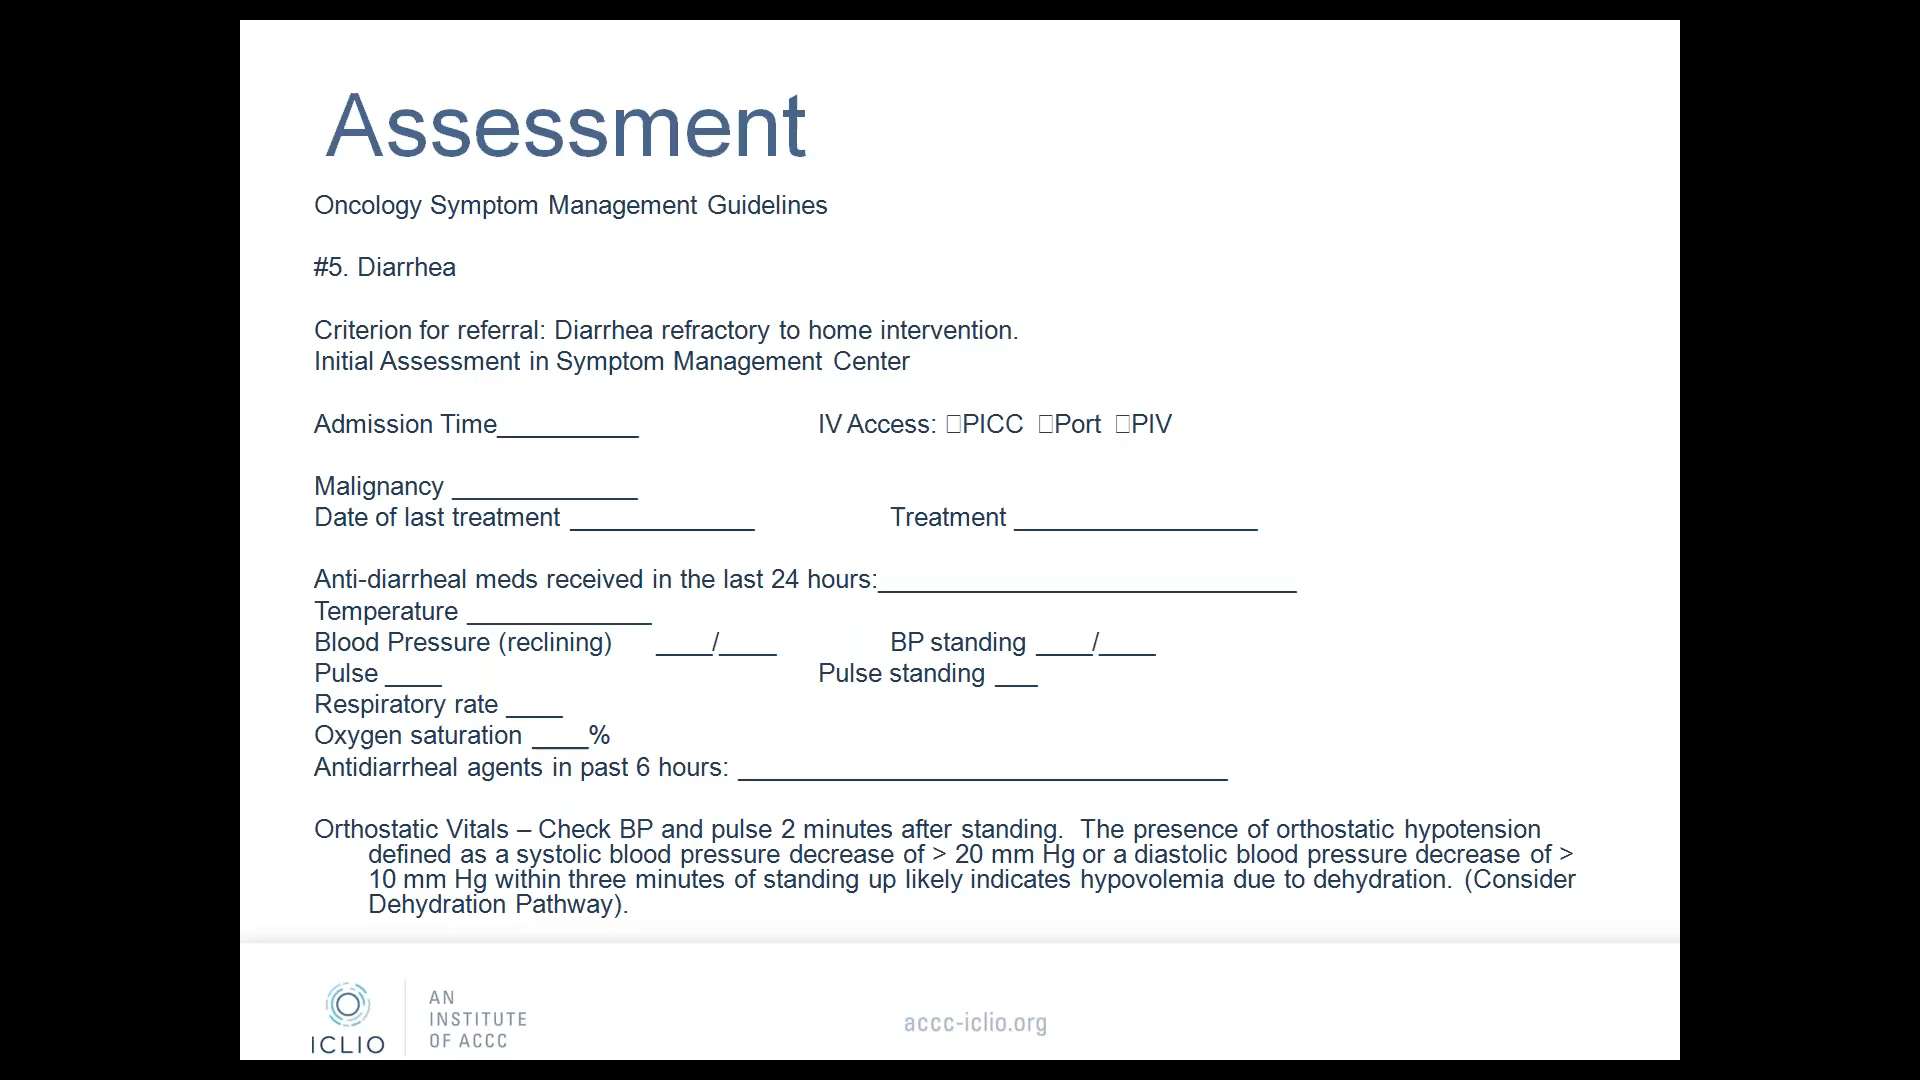 Assessment
Oncology Symptom Management Guidelines
#5. Diarrhea
Criterion for referral: Diarrhea refractory to home intervention.
Initial Assessment in Symptom Management Center
Admission Time__________ IV Access: □PICC □Port □PIV
Malignancy _____________
Date of last treatment _____________ Treatment _________________
Anti-diarrheal meds received in the last 24 hours:______________________________
Temperature _____________
Blood Pressure (reclining) ____/____ BP standing ____/____
Pulse ____ Pulse standing ___
Respiratory rate ____
Oxygen saturation ____%
Antidiarrheal agents in past 6 hours: ___________________________________
Orthostatic Vitals – Check BP and pulse 2 minutes after standing. The presence of orthostatic hypotension
defined as a systolic blood pressure decrease of > 20 mm Hg or a diastolic blood pressure decrease of >
10 mm Hg within three minutes of standing up likely indicates hypovolemia due to dehydration. (Consider
Dehydration Pathway).
ICLIO
AN
INSTITUTE
OF ACCC
accc-iclio.org